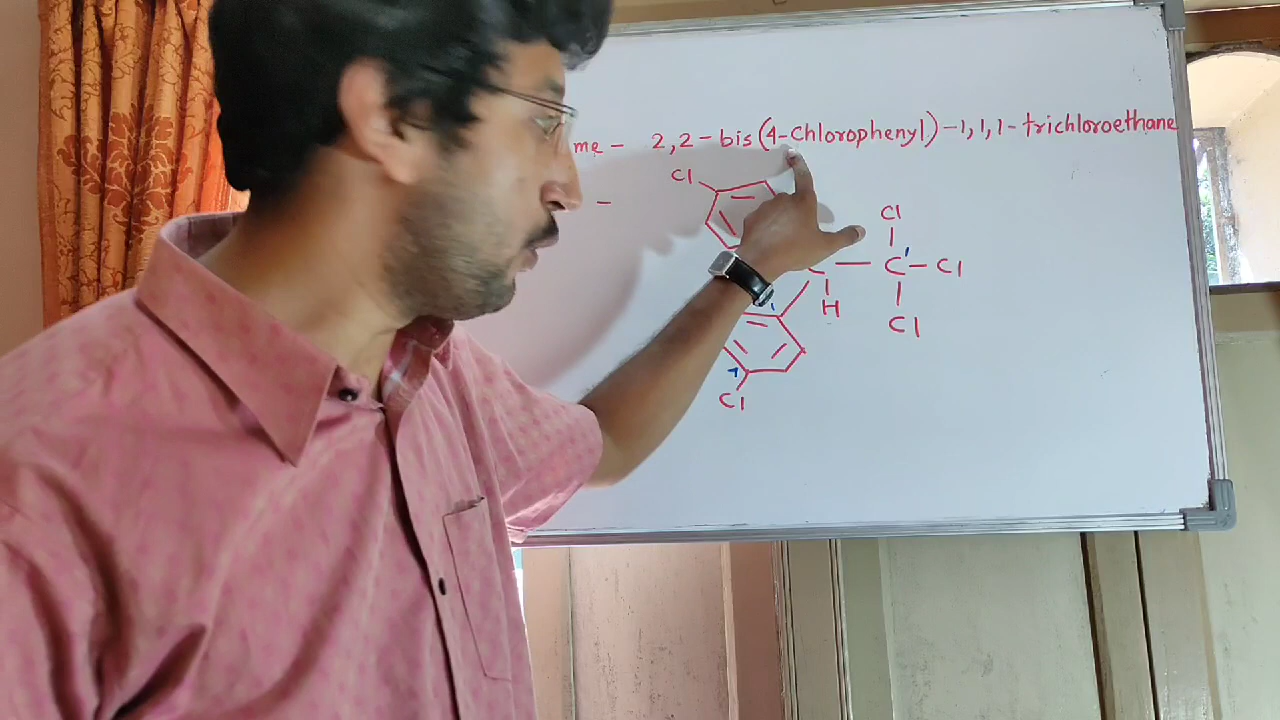 me - 2,2-bis(4-Chlorophenyl)-1,1,1-trichloroethane
-
Cl
Cl
C - Cl
H
Cl
Cl